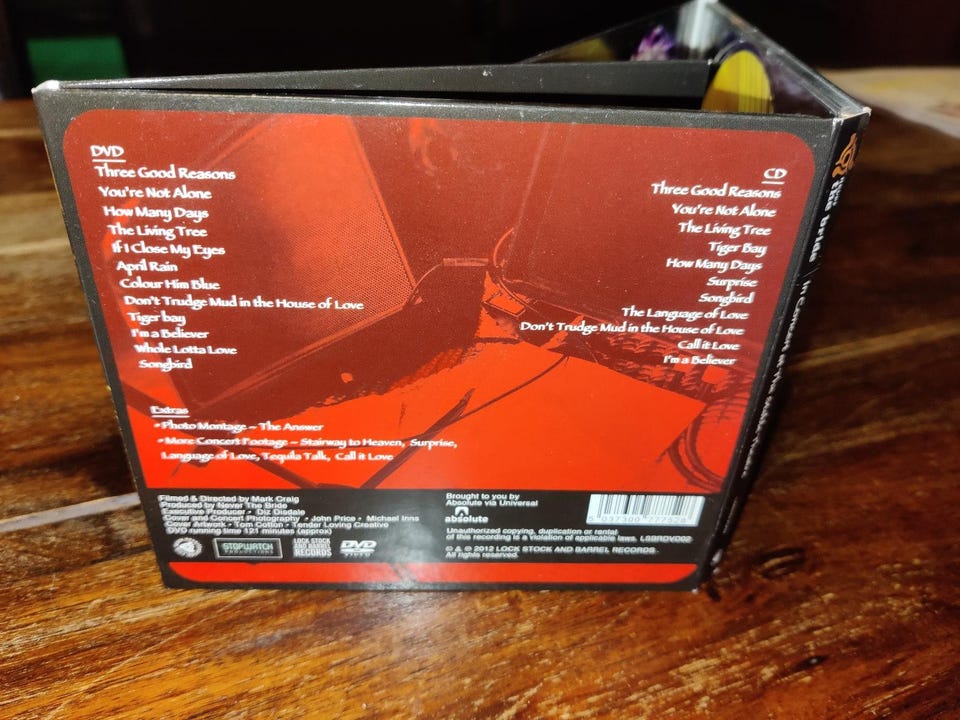 DVD
Three Good Reasons
You're Not Alone
How Many Days
The Living Tree
If I Close My Eyes
April Rain
Colour Him Blue
Don't Trudge Mud in the House of Love
Tiger bay
I'm a Believer
Whole Lotta Love
Songbird
Extras
• Photo Montage – The Answer
• More Concert Footage – Stairway to Heaven, Surprise,
Language of Love, Tequila Talk, Call it Love
CD
Three Good Reasons
You're Not Alone
The Living Tree
Tiger Bay
How Many Days
Surprise
Songbird
The Language of Love
Don't Trudge Mud in the House of Love
Call it Love
I'm a Believer
Filmed & Directed by Mark Craig
Produced by Never The Bride
Executive Producer • Diz Disdale
Cover and Concert Photography • John Price • Michael Inns
Cover Artwork • Tom Cotton • Tender Loving Creative
DVD running time 121 minutes (approx)
STOPWATCH
PRODUCTIONS
LOCK STOCK
AND BARREL
RECORDS
DVD
VIDEO
Brought to you by
Absolute via Universal
absolute
Unauthorized copying, duplication or rental
of this recording is a violation of applicable laws. LSBRDVD02
© & ℗ 2012 LOCK STOCK AND BARREL RECORDS.
All rights reserved.
the bride
In Concert at the